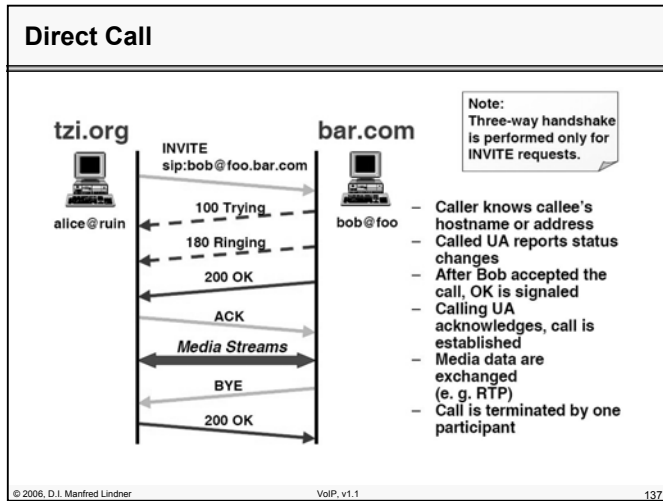 Direct Call
Note:
Three-way handshake
is performed only for
INVITE requests.
tzi.org
bar.com
INVITE
sip:bob@foo.bar.com
alice@ruin
bob@foo
100 Trying
180 Ringing
200 OK
ACK
Media Streams
BYE
200 OK
– Caller knows callee's
hostname or address
– Called UA reports status
changes
– After Bob accepted the
call, OK is signaled
– Calling UA
acknowledges, call is
established
– Media data are
exchanged
(e. g. RTP)
– Call is terminated by one
participant
© 2006, D.I. Manfred Lindner
VoIP, v1.1
137